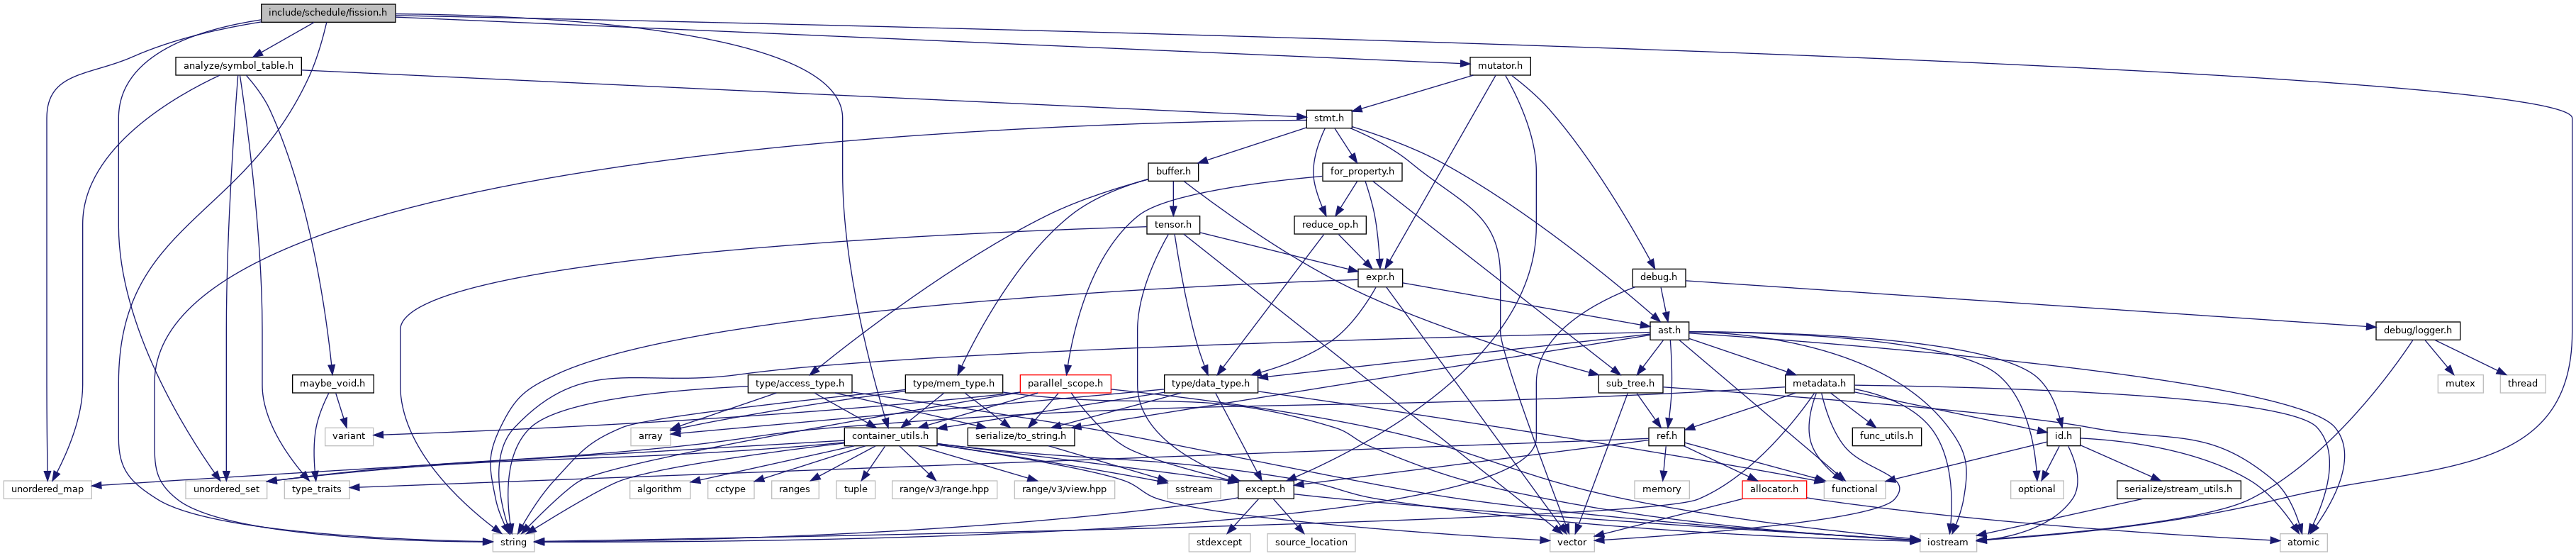 include/schedule/fission.h
analyze/symbol_table.h
mutator.h
stmt.h
buffer.h
for_property.h
tensor.h
reduce_op.h
expr.h
debug.h
ast.h
debug/logger.h
maybe_void.h
type/access_type.h
type/mem_type.h
parallel_scope.h
type/data_type.h
sub_tree.h
metadata.h
mutex
thread
variant
array
container_utils.h
serialize/to_string.h
ref.h
func_utils.h
id.h
unordered_map
unordered_set
type_traits
algorithm
cctype
ranges
tuple
range/v3/range.hpp
range/v3/view.hpp
sstream
except.h
memory
allocator.h
functional
optional
serialize/stream_utils.h
string
stdexcept
source_location
vector
iostream
atomic